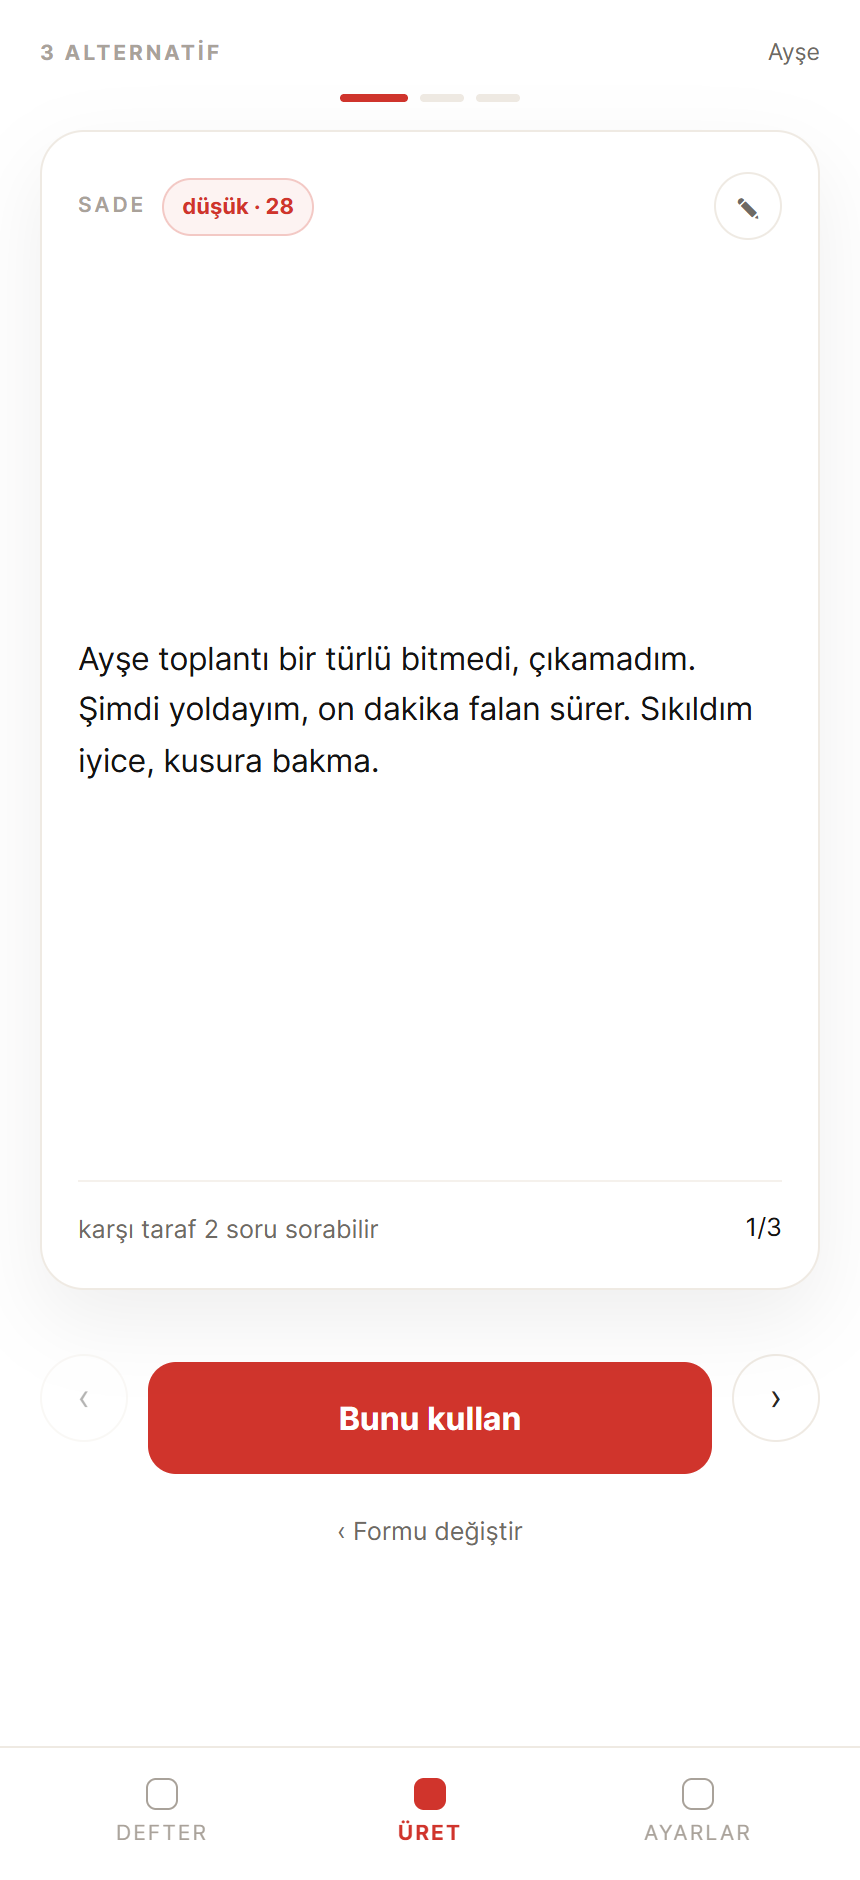 3 ALTERNATİF
Ayşe
SADE
düşük · 28
Ayşe toplantı bir türlü bitmedi, çıkamadım.
Şimdi yoldayım, on dakika falan sürer. Sıkıldım
iyice, kusura bakma.
karşı taraf 2 soru sorabilir
1/3
‹
Bunu kullan
›
‹ Formu değiştir
DEFTER
ÜRET
AYARLAR